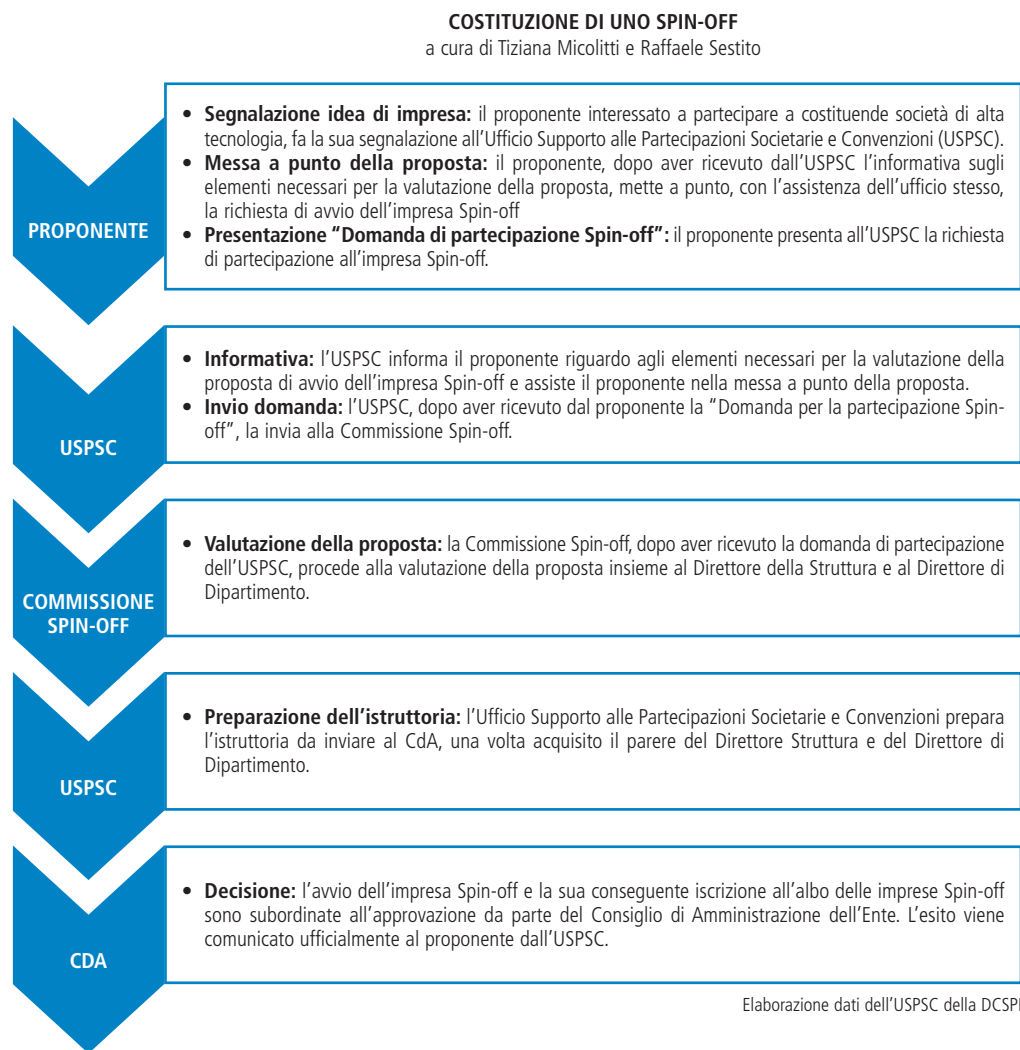 COSTITUZIONE DI UNO SPIN-OFF
a cura di Tiziana Micolitti e Raffaele Sestito
PROPONENTE
• Segnalazione idea di impresa: il proponente interessato a partecipare a costituende società di alta
tecnologia, fa la sua segnalazione all'Ufficio Supporto alle Partecipazioni Societarie e Convenzioni (USPSC).
• Messa a punto della proposta: il proponente, dopo aver ricevuto dall'USPSC l'informativa sugli
elementi necessari per la valutazione della proposta, mette a punto, con l'assistenza dell'ufficio stesso,
la richiesta di avvio dell'impresa Spin-off
• Presentazione "Domanda di partecipazione Spin-off": il proponente presenta all'USPSC la richiesta
di partecipazione all'impresa Spin-off.
USPSC
• Informativa: l'USPSC informa il proponente riguardo agli elementi necessari per la valutazione della
proposta di avvio dell'impresa Spin-off e assiste il proponente nella messa a punto della proposta.
• Invio domanda: l'USPSC, dopo aver ricevuto dal proponente la "Domanda per la partecipazione Spin-
off", la invia alla Commissione Spin-off.
COMMISSIONE
SPIN-OFF
• Valutazione della proposta: la Commissione Spin-off, dopo aver ricevuto la domanda di partecipazione
dell'USPSC, procede alla valutazione della proposta insieme al Direttore della Struttura e al Direttore di
Dipartimento.
USPSC
• Preparazione dell'istruttoria: l'Ufficio Supporto alle Partecipazioni Societarie e Convenzioni prepara
l'istruttoria da inviare al CdA, una volta acquisito il parere del Direttore Struttura e del Direttore di
Dipartimento.
CDA
• Decisione: l'avvio dell'impresa Spin-off e la sua conseguente iscrizione all'albo delle imprese Spin-off
sono subordinate all'approvazione da parte del Consiglio di Amministrazione dell'Ente. L'esito viene
comunicato ufficialmente al proponente dall'USPSC.
Elaborazione dati dell'USPSC della